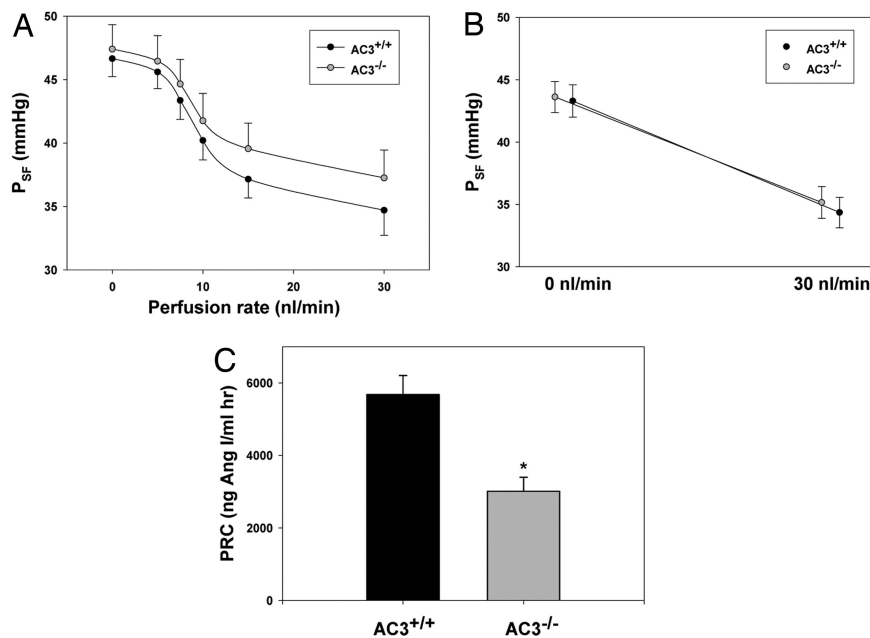 A
50
45
40
35
30
P_SF (mmHg)
AC3+/+
AC3-/-
0
10
20
30
Perfusion rate (nl/min)
B
50
45
40
35
30
P_SF (mmHg)
AC3+/+
AC3-/-
0 nl/min
30 nl/min
C
6000
4000
2000
0
PRC (ng Ang I/ml hr)
*
AC3+/+
AC3-/-